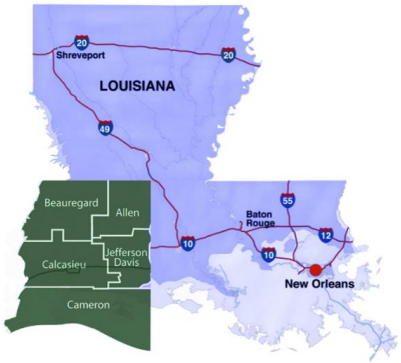 20
20
Shreveport
LOUISIANA
49
Beauregard
Allen
55
Baton
Rouge
12
10
10
Jefferson
Davis
Calcasieu
New Orleans
Cameron